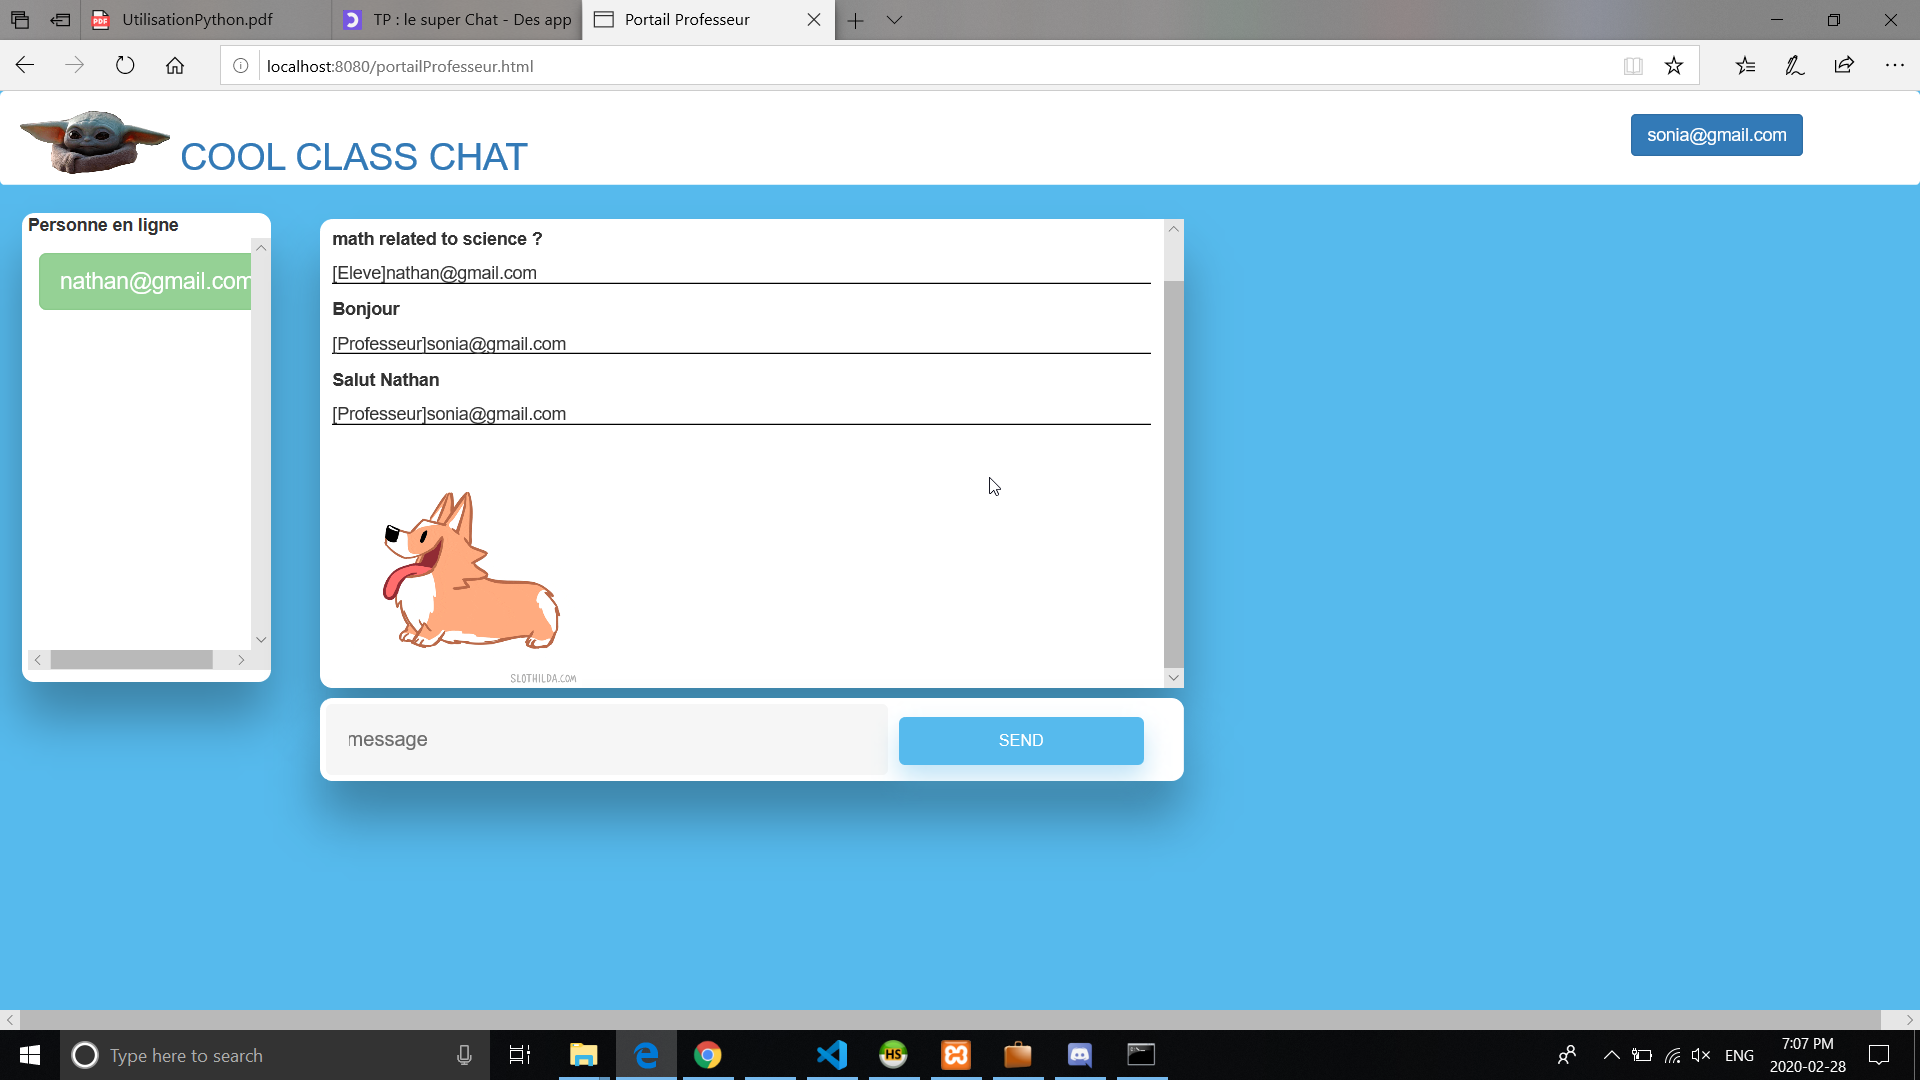 UtilisationPython.pdf
TP : le super Chat - Des app
Portail Professeur
localhost:8080/portailProfesseur.html
COOL CLASS CHAT
sonia@gmail.com
Personne en ligne
nathan@gmail.com
math related to science ?
[Eleve]nathan@gmail.com
Bonjour
[Professeur]sonia@gmail.com
Salut Nathan
[Professeur]sonia@gmail.com
SLOTHILDA.COM
message
SEND
Type here to search
HS
ENG
7:07 PM
2020-02-28